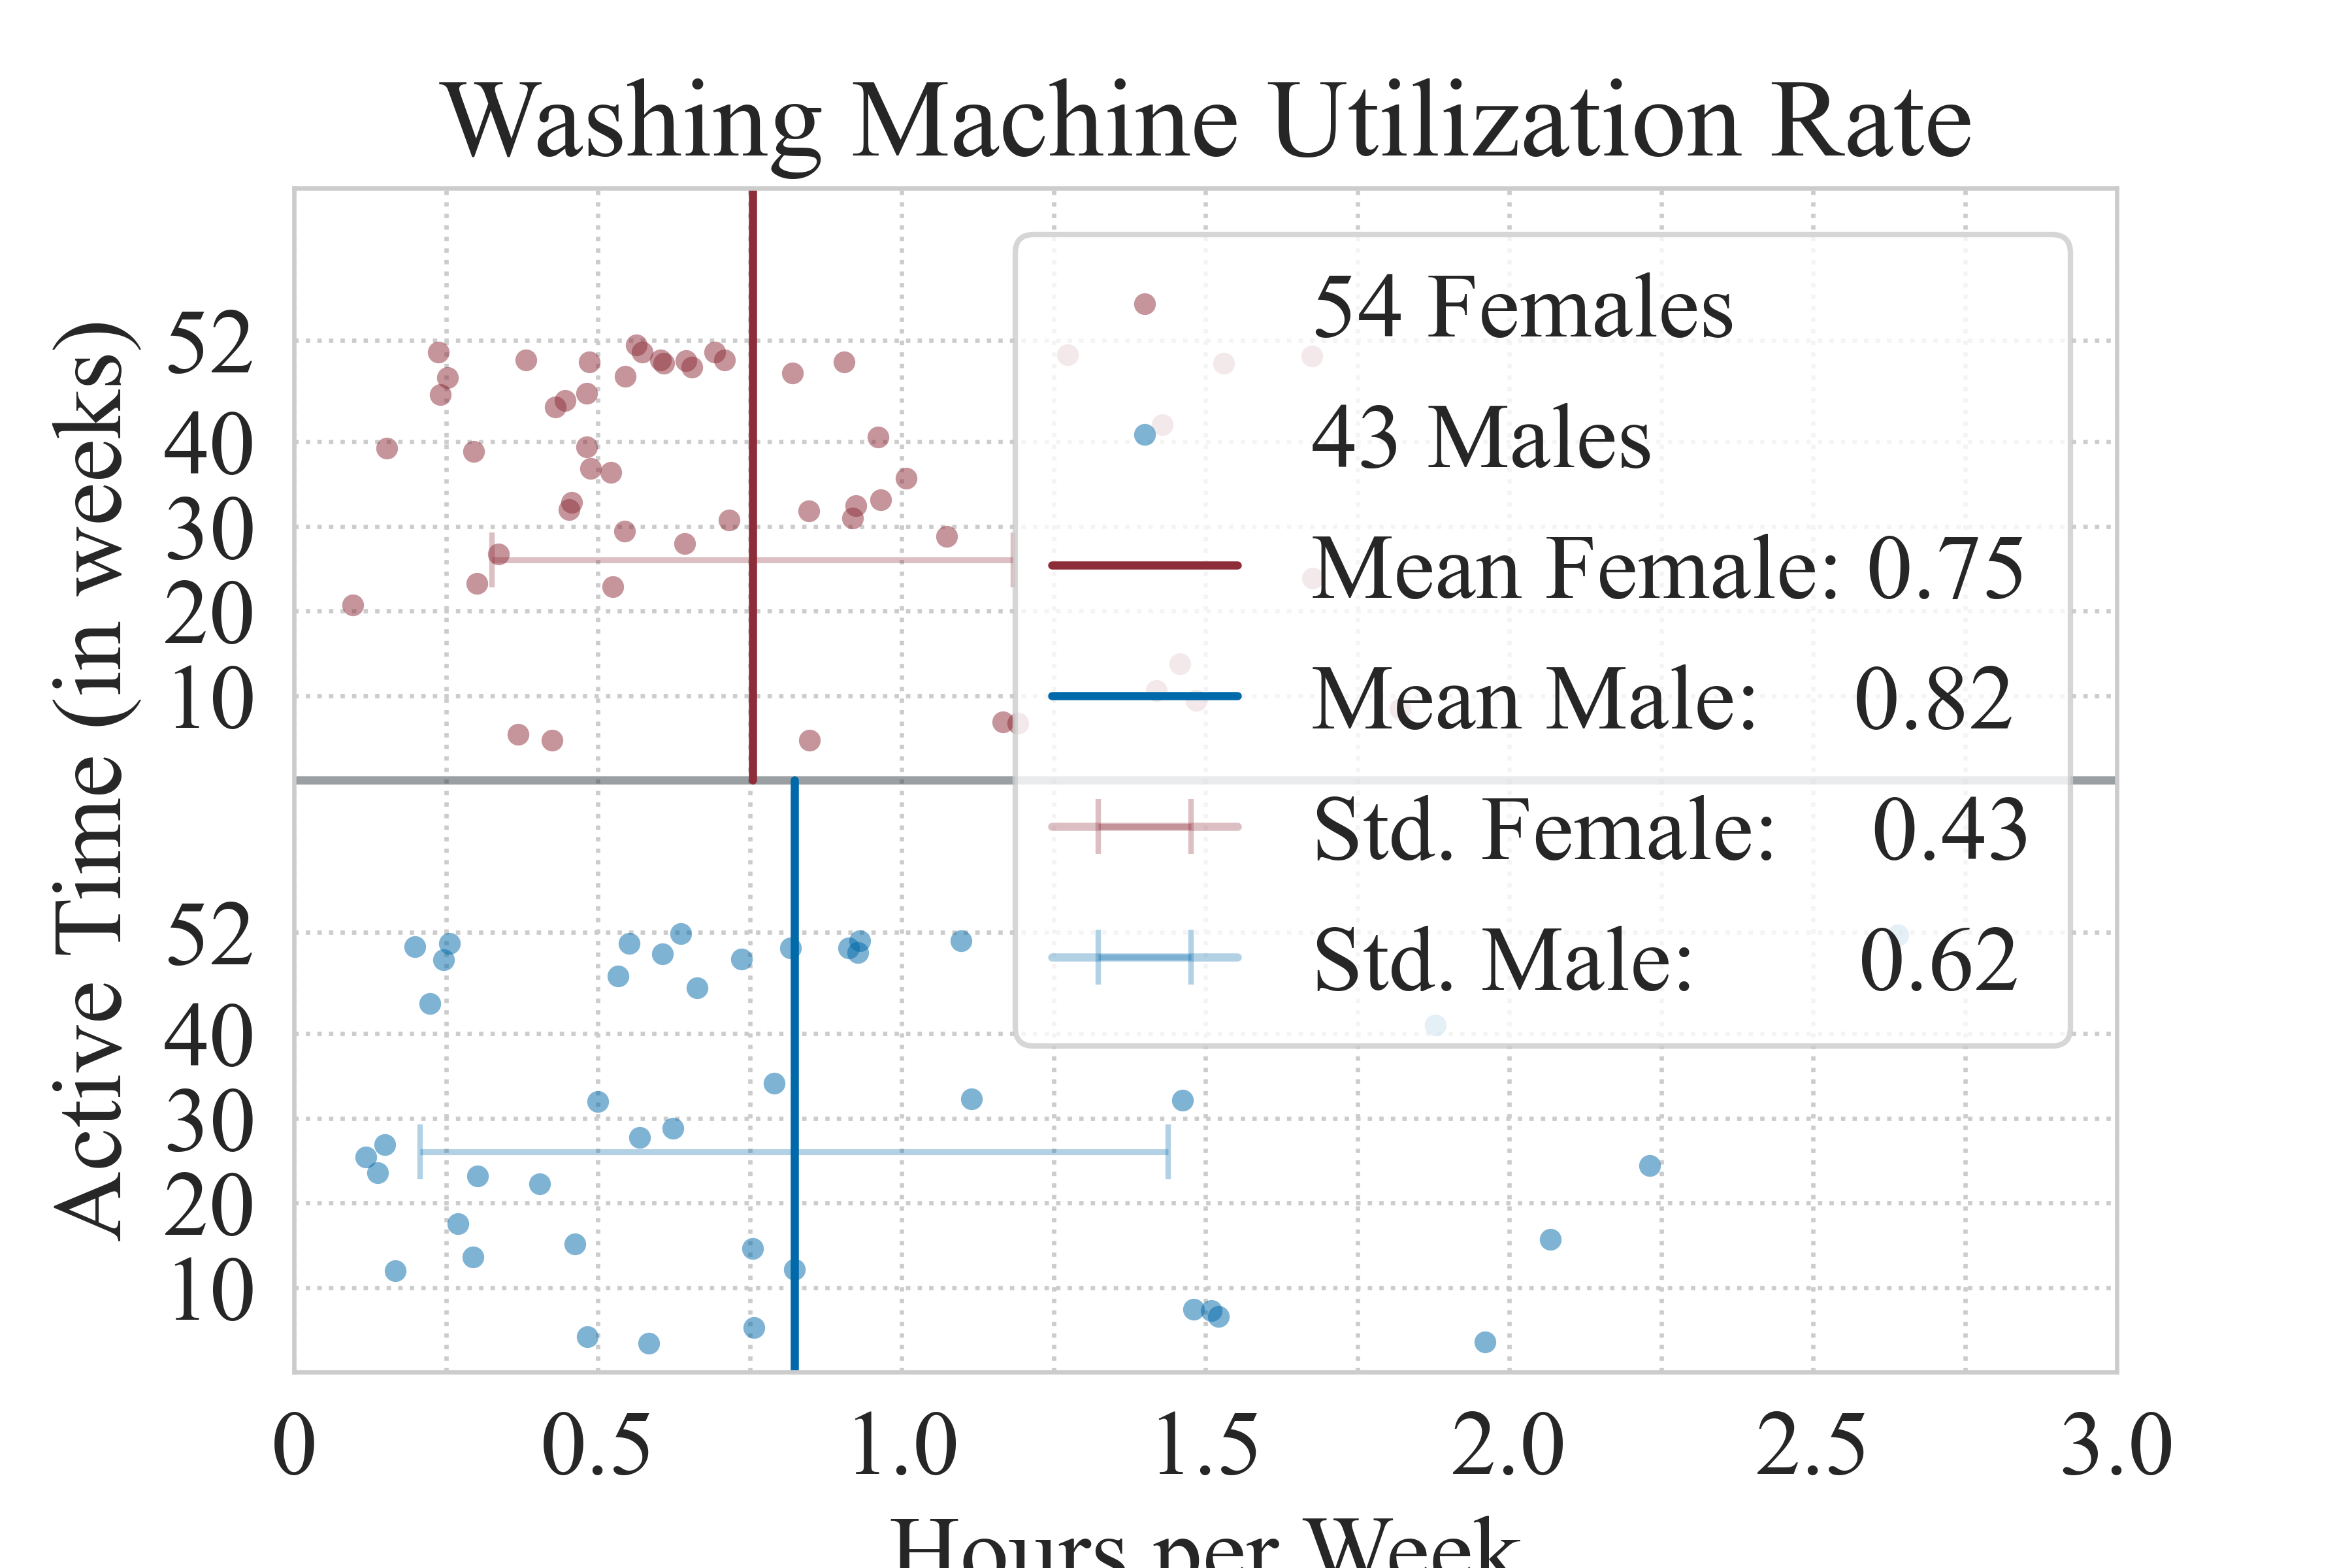 Washing Machine Utilization Rate
Active Time (in weeks)
52
40
30
20
10
52
40
30
20
10
54 Females
43 Males
Mean Female: 0.75
Mean Male: 0.82
Std. Female: 0.43
Std. Male: 0.62
0 0.5 1.0 1.5 2.0 2.5 3.0
Hours per Week